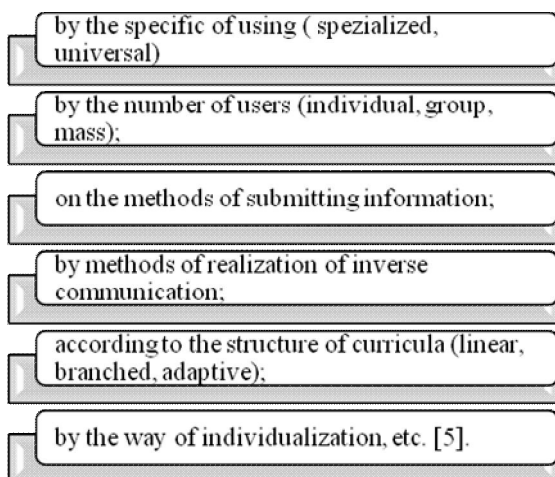 by the specific of using ( spezialized,
universal)
by the number of users (individual, group,
mass);
on the methods of submitting information;
by methods of realization of inverse
communication;
according to the structure of curricula (linear,
branched, adaptive);
by the way of individualization, etc. [5].